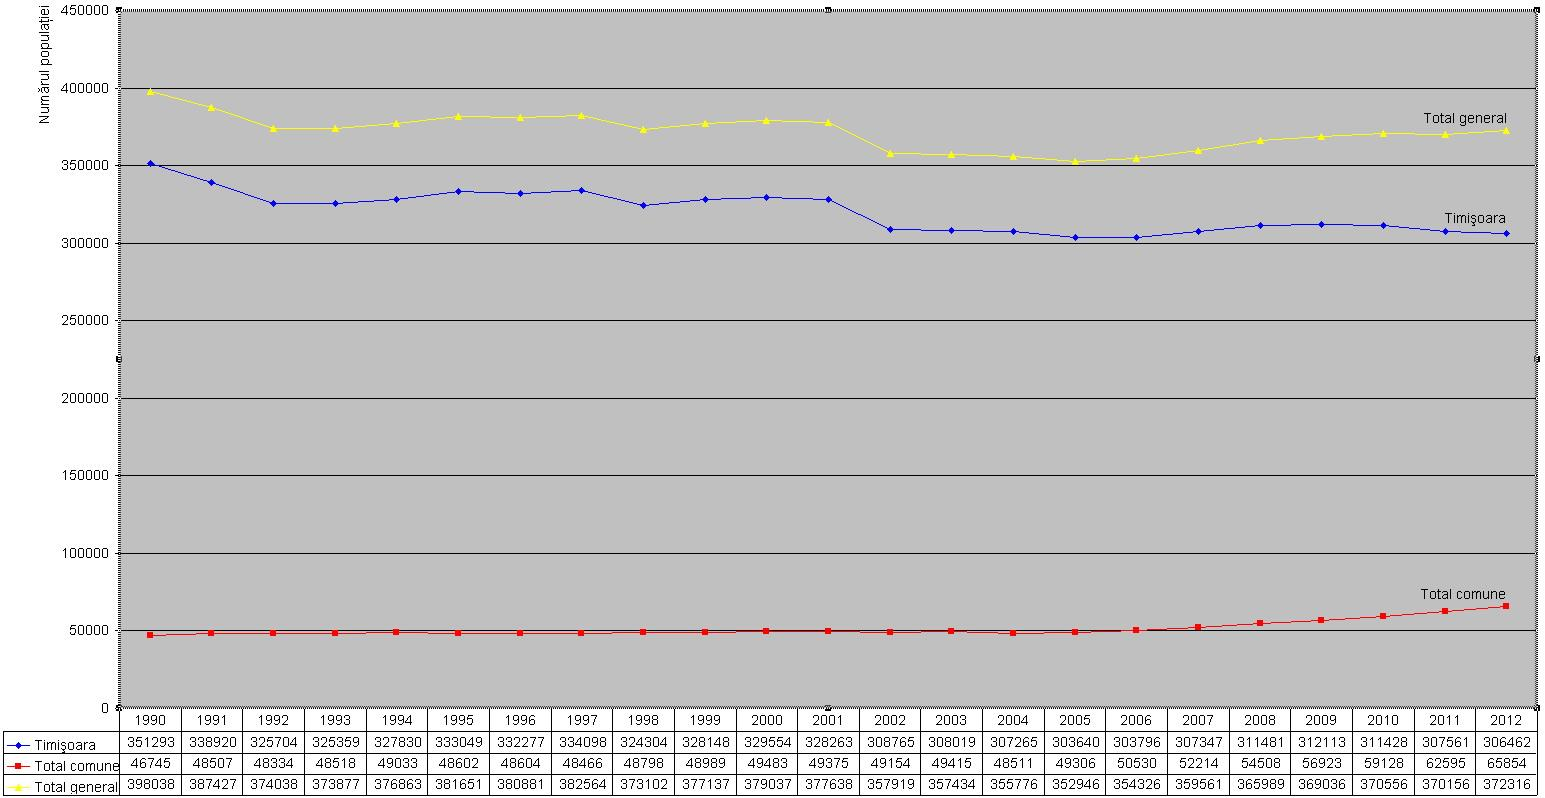 Numărul populaţiei
450000
400000
350000
300000
250000
200000
150000
100000
50000
0
Total general
Timişoara
Total comune
1990 1991 1992 1993 1994 1995 1996 1997 1998 1999 2000 2001 2002 2003 2004 2005 2006 2007 2008 2009 2010 2011 2012
Timişoara 351293 338920 325704 325359 327830 333049 332277 334098 324304 328148 329554 328263 308765 308019 307265 303640 303796 307347 311481 312113 311428 307561 306462
Total comune 46745 48507 48334 48518 49033 48602 48604 48466 48798 48989 49483 49375 49154 49415 48511 49306 50530 52214 54508 56923 59128 62595 65854
Total general 398038 387427 374038 373877 376863 381651 380881 382564 373102 377137 379037 377638 357919 357434 355776 352946 354326 359561 365989 369036 370556 370156 372316